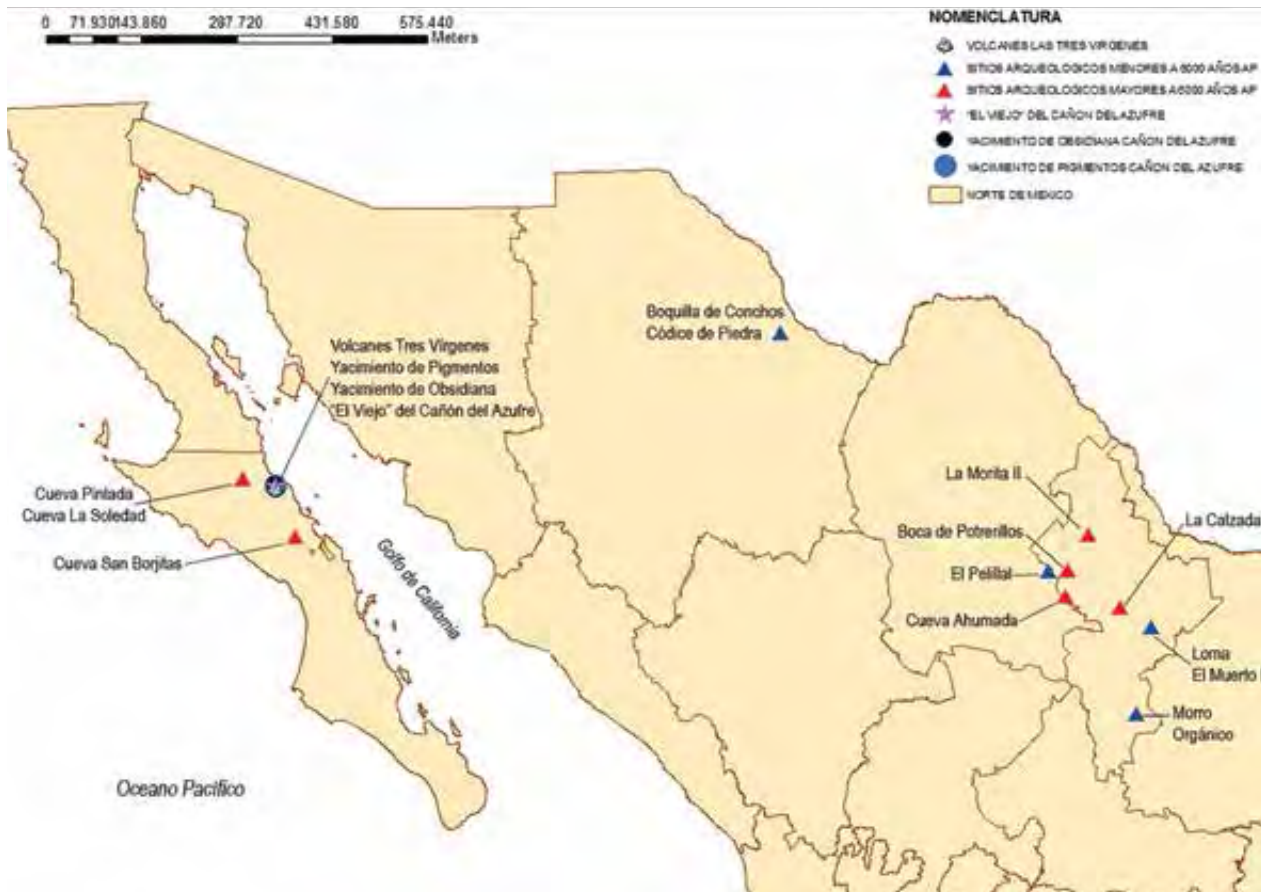 0 71.930143.860 287.720 431.580 575.440
Meters
NOMENCLATURA
VOLCANES LAS TRES VIRGENES
SITIOS ARQUEOLOGICOS MENORES A 6000 AÑOS AP
SITIOS ARQUEOLOGICOS MAYORES A 6000 AÑOS AP
"EL VIEJO" DEL CAÑON DEL AZUFRE
YACIMIENTO DE OBSIDIANA CAÑON DEL AZUFRE
YACIMIENTO DE PIGMENTOS CAÑON DEL AZUFRE
NORTE DE MEXICO
Boquilla de Conchos
Códice de Piedra
Volcanes Tres Vírgenes
Yacimiento de Pigmentos
Yacimiento de Obsidiana
"El Viejo" del Cañón del Azufre
Cueva Pintada
Cueva La Soledad
Cueva San Borjitas
Golfo de California
La Morita II
La Calzada
Boca de Potrerillos
El Pelillal
Cueva Ahumada
Loma
El Muerto
Morro
Orgánico
Oceano Pacífico